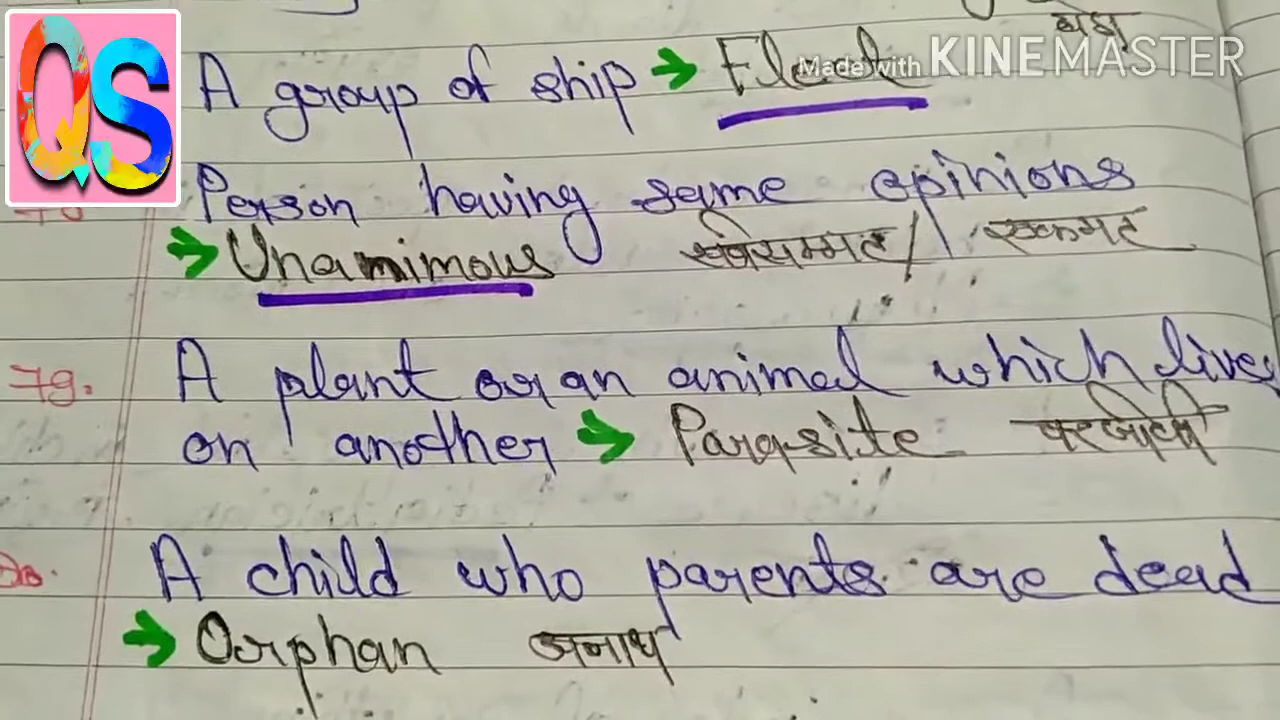 QS
Made with KINEMASTER
A group of ship → Fleet
Person having same opinions
→ Unanimous सर्वसम्मत / एकमत
79. A plant or an animal which lives
on another → Parasite परजीवी
A child who parents are dead
→ Orphan अनाथ